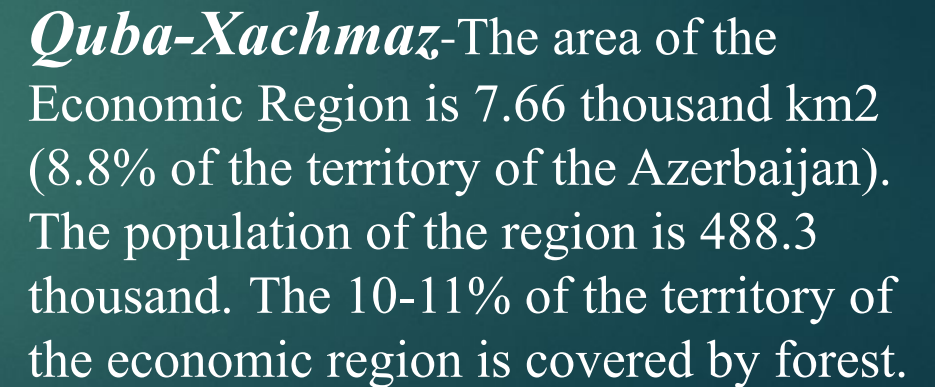 Quba-Xachmaz-The area of the
Economic Region is 7.66 thousand km2
(8.8% of the territory of the Azerbaijan).
The population of the region is 488.3
thousand. The 10-11% of the territory of
the economic region is covered by forest.